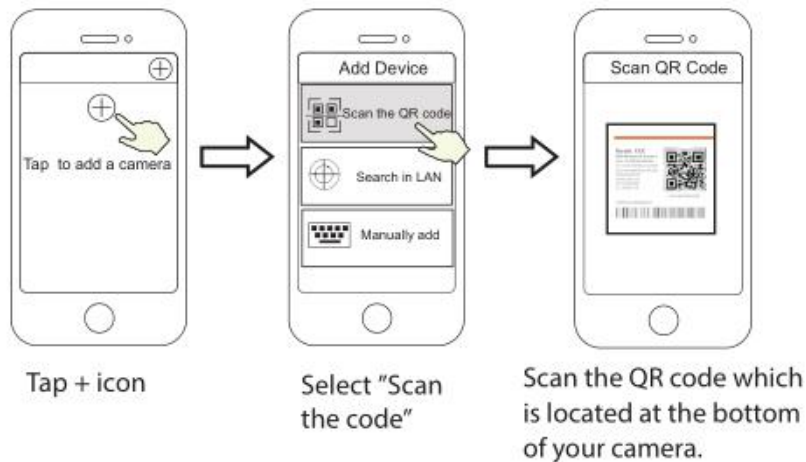 Tap to add a camera
Add Device
Scan the QR code
Search in LAN
Manually add
Scan QR Code
Tap + icon
Select "Scan
the code"
Scan the QR code which
is located at the bottom
of your camera.